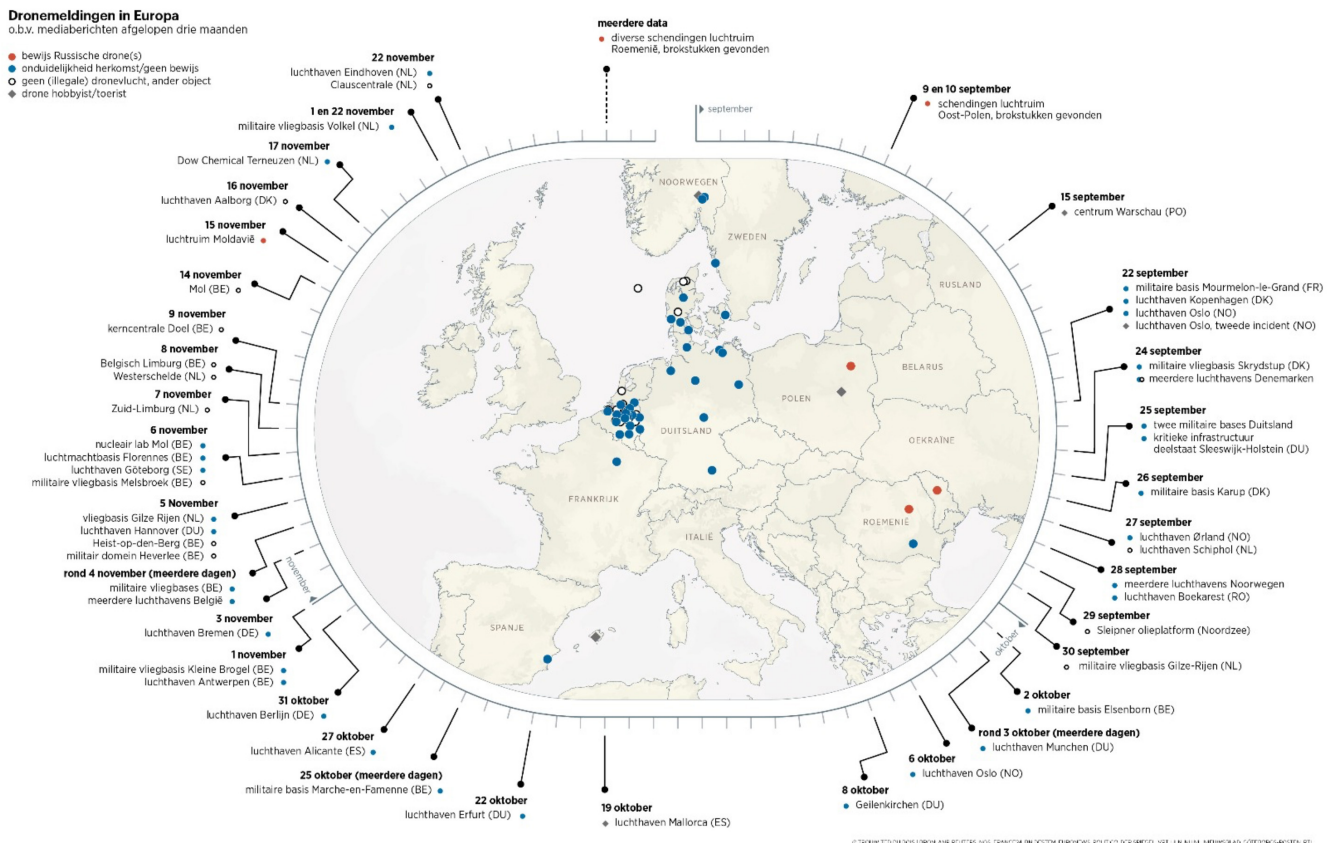 Dronemeldingen in Europa
o.b.v. mediaberichten afgelopen drie maanden
bewijs Russische drone(s)
onduidelijkheid herkomst/geen bewijs
geen (illegale) dronevlucht, ander object
drone hobbyist/toerist
meerdere data
diverse schendingen luchtruim
Roemenië, brokstukken gevonden
september
9 en 10 september
schendingen luchtruim
Oost-Polen, brokstukken gevonden
15 september
centrum Warschau (PO)
22 september
militaire basis Mourmelon-le-Grand (FR)
luchthaven Kopenhagen (DK)
luchthaven Oslo (NO)
luchthaven Oslo, tweede incident (NO)
24 september
militaire vliegbasis Skrydstup (DK)
meerdere luchthavens Denemarken
25 september
twee militaire bases Duitsland
kritieke infrastructuur
deelstaat Sleeswijk-Holstein (DU)
26 september
militaire basis Karup (DK)
27 september
luchthaven Ørland (NO)
luchthaven Schiphol (NL)
28 september
meerdere luchthavens Noorwegen
luchthaven Boekarest (RO)
29 september
Sleipner olieplatform (Noordzee)
30 september
militaire vliegbasis Gilze-Rijen (NL)
oktober
2 oktober
militaire basis Elsenborn (BE)
rond 3 oktober (meerdere dagen)
luchthaven Munchen (DU)
6 oktober
luchthaven Oslo (NO)
8 oktober
Geilenkirchen (DU)
19 oktober
luchthaven Mallorca (ES)
22 oktober
luchthaven Erfurt (DU)
25 oktober (meerdere dagen)
militaire basis Marche-en-Famenne (BE)
27 oktober
luchthaven Alicante (ES)
31 oktober
luchthaven Berlijn (DE)
1 november
militaire vliegbasis Kleine Brogel (BE)
luchthaven Antwerpen (BE)
3 november
luchthaven Bremen (DE)
november
rond 4 november (meerdere dagen)
militaire vliegbases (BE)
meerdere luchthavens België
5 November
vliegbasis Gilze Rijen (NL)
luchthaven Hannover (DU)
Heist-op-den-Berg (BE)
militair domein Heverlee (BE)
6 november
nucleair lab Mol (BE)
luchtmachtbasis Florennes (BE)
luchthaven Göteborg (SE)
militaire vliegbasis Melsbroek (BE)
7 november
Zuid-Limburg (NL)
8 november
Belgisch Limburg (BE)
Westerschelde (NL)
9 november
kerncentrale Doel (BE)
14 november
Mol (BE)
15 november
luchtruim Moldavië
16 november
luchthaven Aalborg (DK)
17 november
Dow Chemical Terneuzen (NL)
1 en 22 november
militaire vliegbasis Volkel (NL)
22 november
luchthaven Eindhoven (NL)
Clauscentrale (NL)
NOORWEGEN
ZWEDEN
RUSLAND
BELARUS
POLEN
DUITSLAND
OEKRAÏNE
FRANKRIJK
ROEMENIË
ITALIË
SPANJE